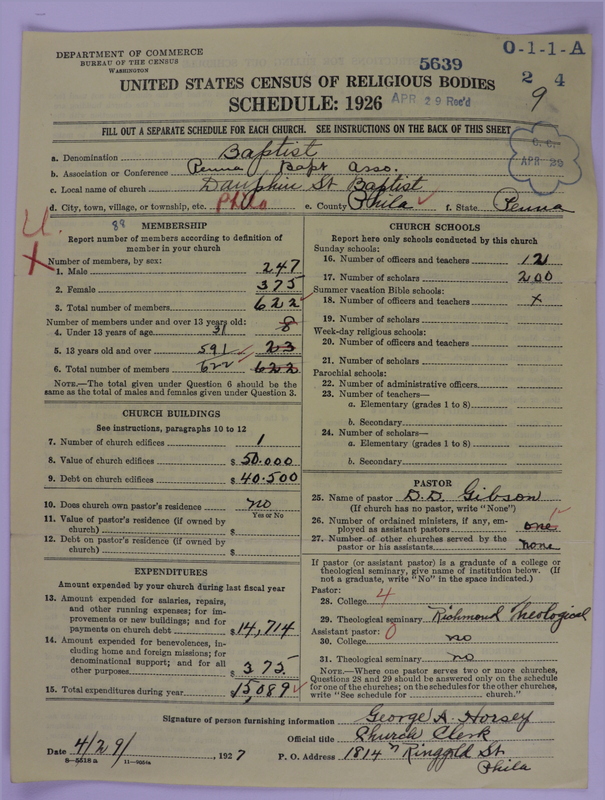 DEPARTMENT OF COMMERCE
BUREAU OF THE CENSUS
WASHINGTON
5639
O-1-1-A
2 4
9
UNITED STATES CENSUS OF RELIGIOUS BODIES
SCHEDULE: 1926
APR 29 Rec'd
FILL OUT A SEPARATE SCHEDULE FOR EACH CHURCH. SEE INSTRUCTIONS ON THE BACK OF THIS SHEET
APR 29
a. Denomination Baptist
b. Association or Conference Penna Bapt Asso.
c. Local name of church Dauphin St Baptist
d. City, town, village, or township, etc. Phila e. County Phila f. State Penna
U.
X
88
MEMBERSHIP
Report number of members according to definition of
member in your church
Number of members, by sex:
1. Male 247
2. Female 375
3. Total number of members 622
Number of members under and over 13 years old:
4. Under 13 years of age 31 8
5. 13 years old and over 591 23
6. Total number of members 622 622
NOTE.—The total given under Question 6 should be
the same as the total of males and females given under Question 3.
CHURCH BUILDINGS
See instructions, paragraphs 10 to 12
7. Number of church edifices 1
8. Value of church edifices $ 50.000
9. Debt on church edifices $ 40.500
10. Does church own pastor's residence? no
Yes or No
11. Value of pastor's residence (if owned by
church) $
12. Debt on pastor's residence (if owned by
church) $
EXPENDITURES
Amount expended by your church during last fiscal year
13. Amount expended for salaries, repairs,
and other running expenses; for im-
provements or new buildings; and for
payments on church debt $14,714
14. Amount expended for benevolences, in-
cluding home and foreign missions; for
denominational support; and for all
other purposes $ 375
15. Total expenditures during year $15,089
CHURCH SCHOOLS
Report here only schools conducted by this church
Sunday schools:
16. Number of officers and teachers 12
17. Number of scholars 200
Summer vacation Bible schools:
18. Number of officers and teachers x
19. Number of scholars
Week-day religious schools:
20. Number of officers and teachers
21. Number of scholars
Parochial schools:
22. Number of administrative officers
23. Number of teachers—
a. Elementary (grades 1 to 8)
b. Secondary
24. Number of scholars—
a. Elementary (grades 1 to 8)
b. Secondary
PASTOR
25. Name of pastor D.D. Gibson
(If church has no pastor, write "None")
26. Number of ordained ministers, if any, em-
ployed as assistant pastors one
27. Number of other churches served by the
pastor or his assistants none
If pastor (or assistant pastor) is a graduate of a college or
theological seminary, give name of institution below. (If
not a graduate, write "No" in the space indicated.)
Pastor:
28. College 4
29. Theological seminary Richmond Theological
Assistant pastor: 0
30. College no
31. Theological seminary no
NOTE.—Where one pastor serves two or more churches,
Questions 28 and 29 should be answered only on the schedule
for one of the churches; on the schedules for the other churches,
write "See schedule for church."
Signature of person furnishing information George A. Horsey
Official title Church Clerk
Date 4/29/, 1927 P. O. Address 1814 n Ringgold St
8—5518 a 11—9554a
Phila